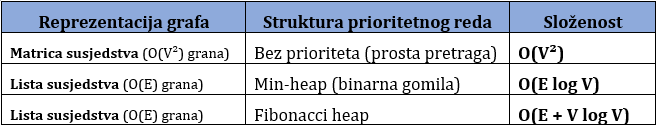 Reprezentacija grafa Struktura prioritetnog reda Složenost
Matrica susjedstva (O(V²) grana) Bez prioriteta (prosta pretraga) O(V²)
Lista susjedstva (O(E) grana) Min-heap (binarna gomila) O(E log V)
Lista susjedstva (O(E) grana) Fibonacci heap O(E + V log V)